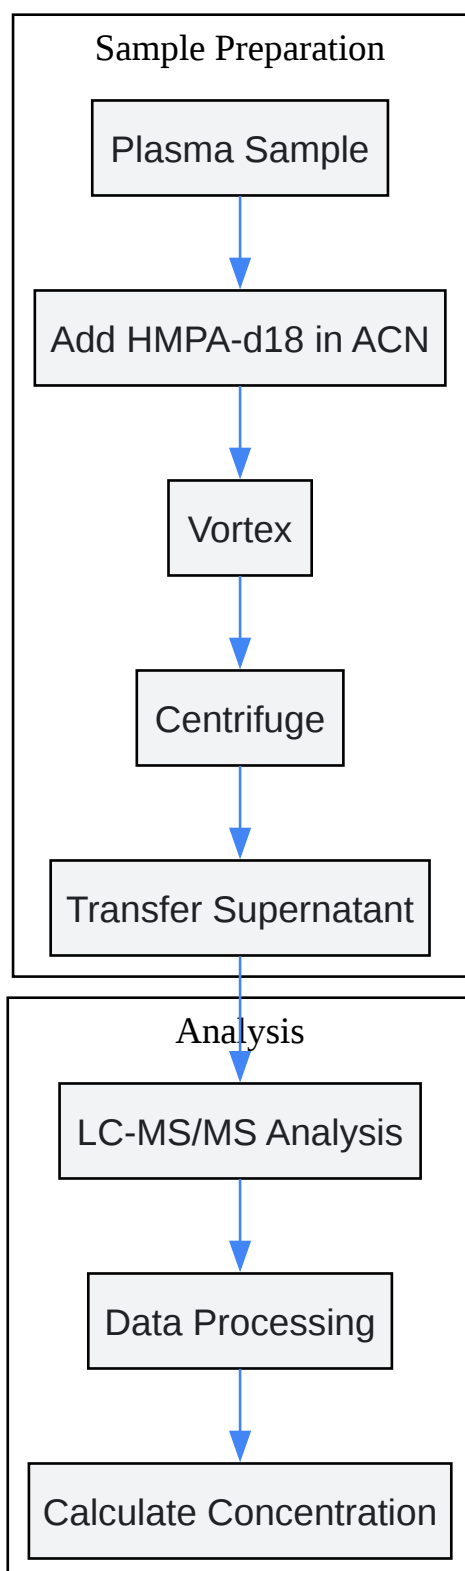 Sample Preparation
Plasma Sample
Add HMPA-d18 in ACN
Vortex
Centrifuge
Transfer Supernatant
Analysis
LC-MS/MS Analysis
Data Processing
Calculate Concentration